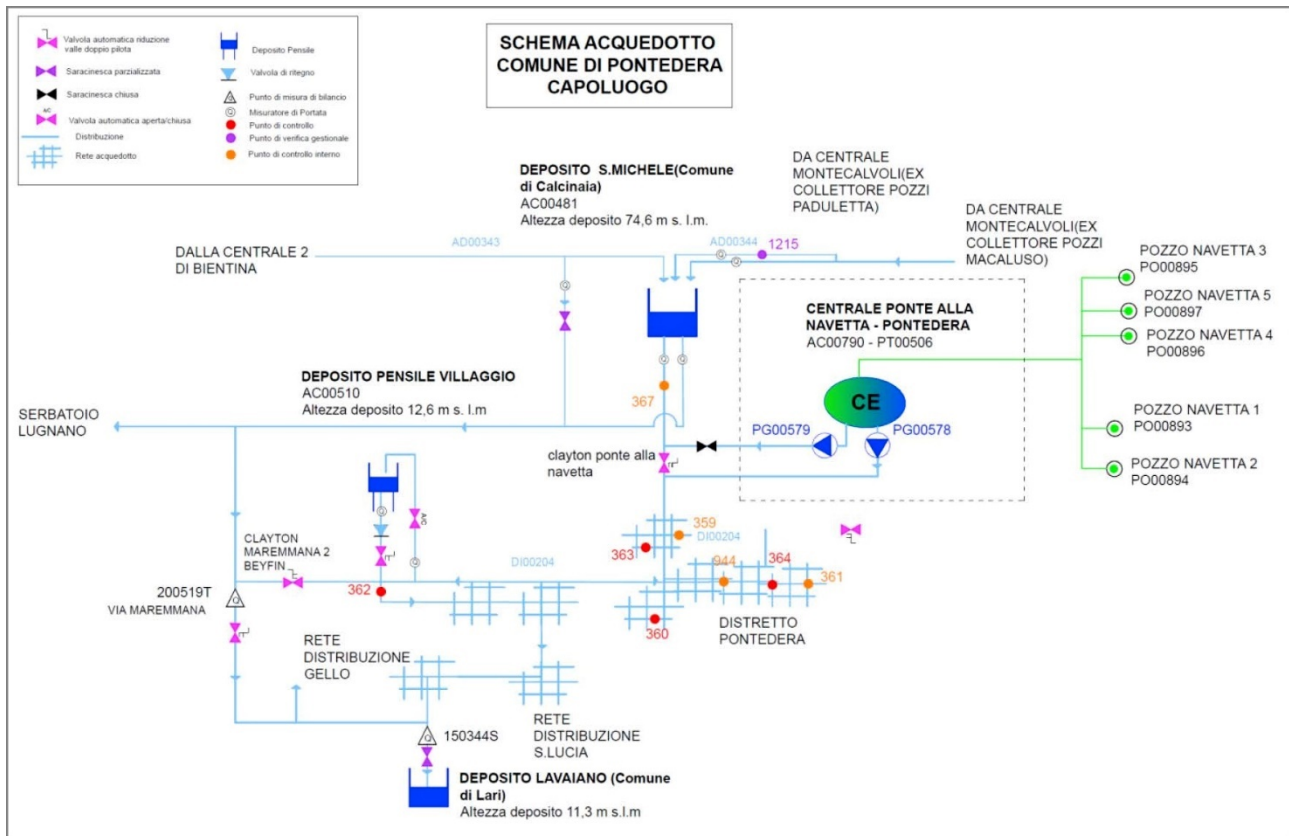 SCHEMA ACQUEDOTTO
COMUNE DI PONTEDERA
CAPOLUOGO
Valvola automatica riduzione
valle doppio pilota
Saracinesca parzializzata
Saracinesca chiusa
A/C
Valvola automatica aperta/chiusa
Distribuzione
Rete acquedotto
Deposito Pensile
Valvola di ritegno
Q
Punto di misura di bilancio
Q
Misuratore di Portata
Punto di controllo
Punto di verifica gestionale
Punto di controllo interno
DEPOSITO S.MICHELE(Comune
di Calcinaia)
AC00481
Altezza deposito 74,6 m s. l.m.
DA CENTRALE
MONTECALVOLI(EX
COLLETTORE POZZI
PADULETTA)
DA CENTRALE
MONTECALVOLI(EX
COLLETTORE POZZI
MACALUSO)
DALLA CENTRALE 2
DI BIENTINA
AD00343
AD00344
1215
Q
Q
Q
Q
Q
POZZO NAVETTA 3
PO00895
POZZO NAVETTA 5
PO00897
POZZO NAVETTA 4
PO00896
POZZO NAVETTA 1
PO00893
POZZO NAVETTA 2
PO00894
CENTRALE PONTE ALLA
NAVETTA - PONTEDERA
AC00790 - PT00506
CE
PG00579
PG00578
DEPOSITO PENSILE VILLAGGIO
AC00510
Altezza deposito 12,6 m s. l.m
367
SERBATOIO
LUGNANO
clayton ponte alla
navetta
Q
A/C
Q
CLAYTON
MAREMMANA 2
BEYFIN
359
DI00204
363
DI00204
944
364
361
362
360
200519T
Q
VIA MAREMMANA
DISTRETTO
PONTEDERA
RETE
DISTRIBUZIONE
GELLO
RETE
DISTRIBUZIONE
S.LUCIA
Q
150344S
DEPOSITO LAVAIANO (Comune
di Lari)
Altezza deposito 11,3 m s.l.m